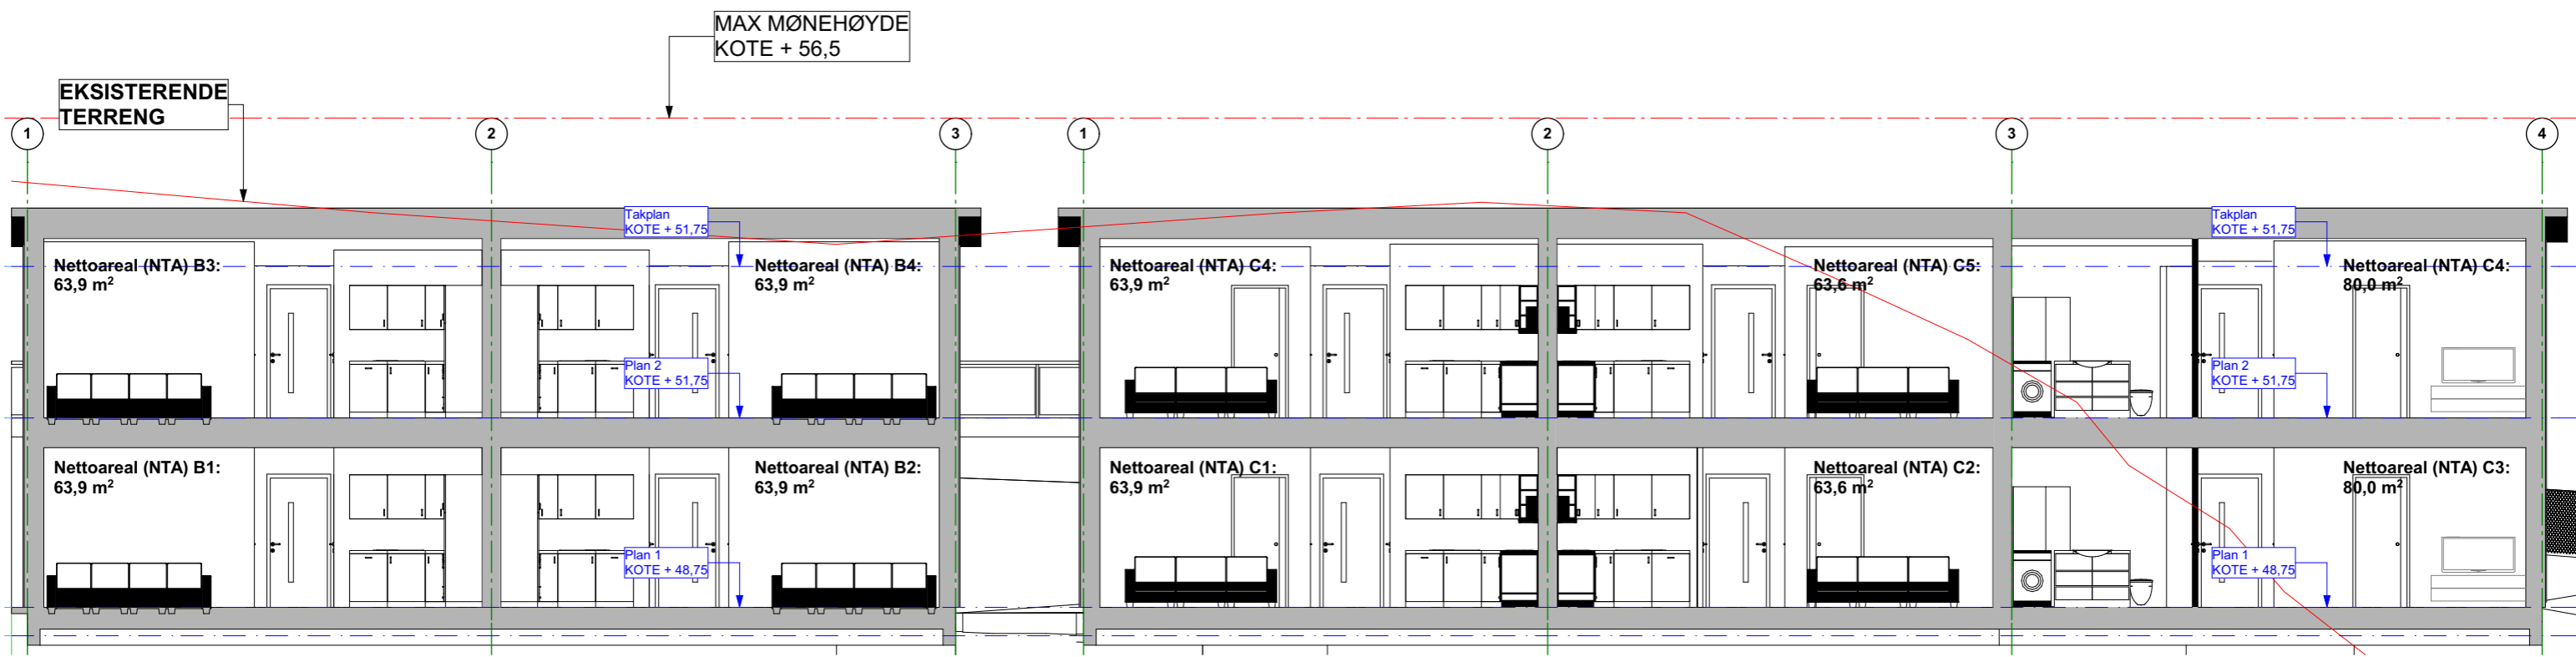 MAX MØNEHØYDE
KOTE + 56,5
EKSISTERENDE
TERRENG
1
2
3
1
2
3
4
Takplan
KOTE + 51,75
Takplan
KOTE + 51,75
Nettoareal (NTA) B3:
63,9 m²
Nettoareal (NTA) B4:
63,9 m²
Nettoareal (NTA) C4:
63,9 m²
Nettoareal (NTA) C5:
63,6 m²
Nettoareal (NTA) C4:
80,0 m²
Plan 2
KOTE + 51,75
Plan 2
KOTE + 51,75
Nettoareal (NTA) B1:
63,9 m²
Nettoareal (NTA) B2:
63,9 m²
Nettoareal (NTA) C1:
63,9 m²
Nettoareal (NTA) C2:
63,6 m²
Nettoareal (NTA) C3:
80,0 m²
Plan 1
KOTE + 48,75
Plan 1
KOTE + 48,75